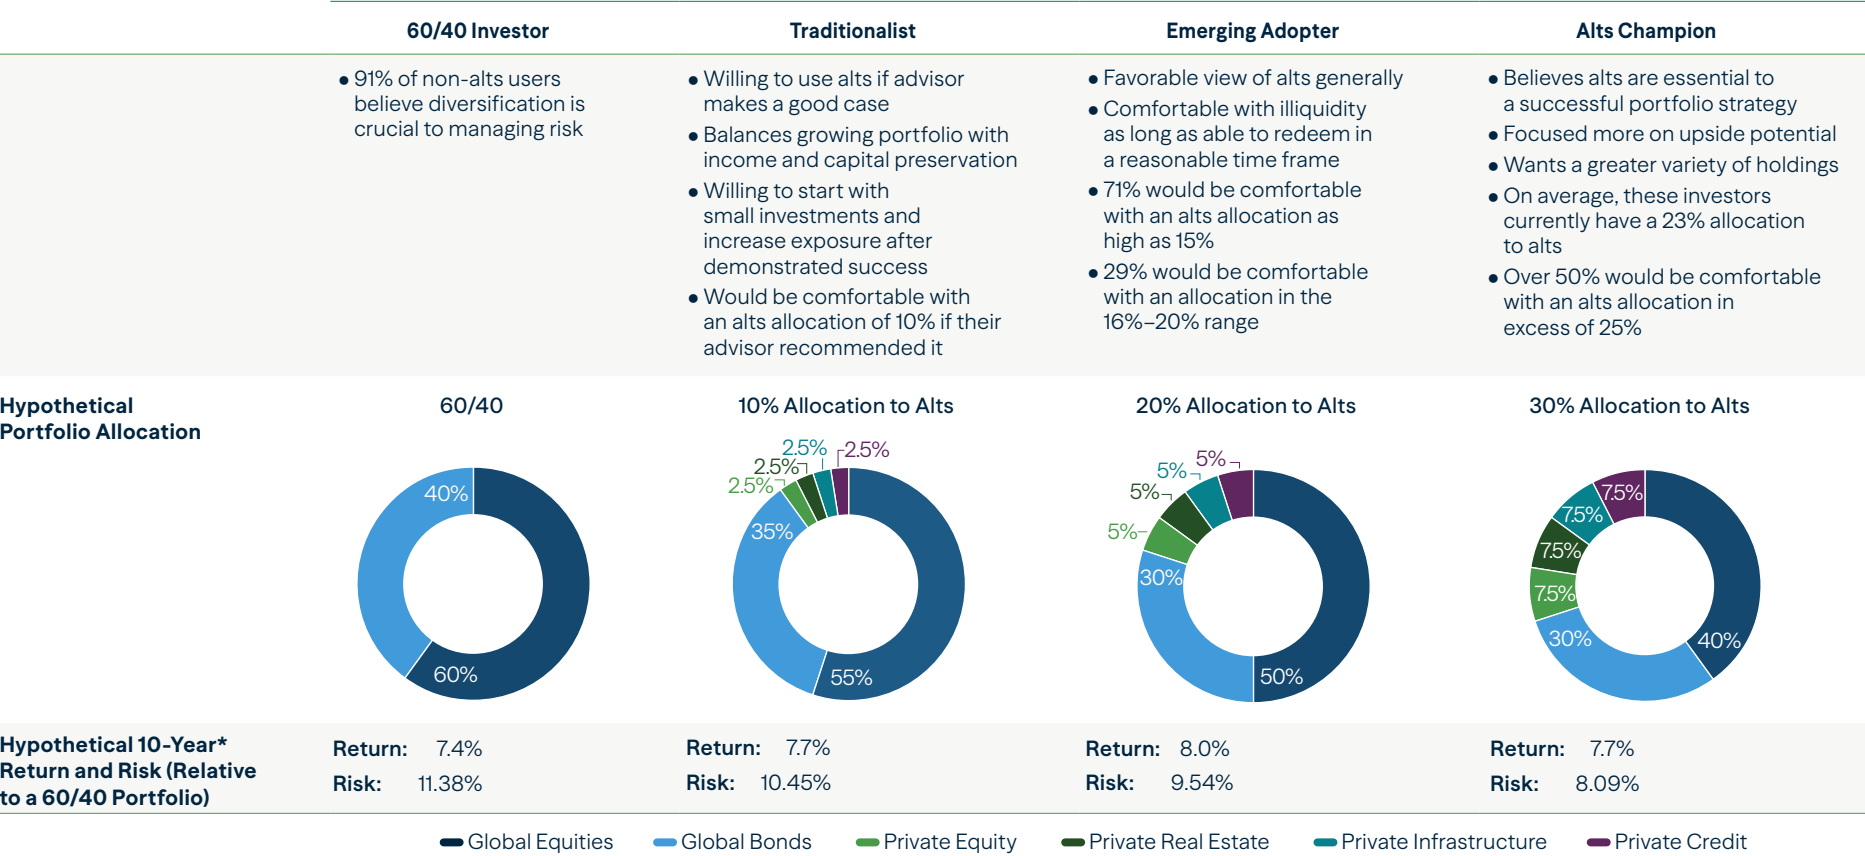 60/40 Investor
Traditionalist
Emerging Adopter
Alts Champion
● 91% of non-alts users
believe diversification is
crucial to managing risk
● Willing to use alts if advisor
makes a good case
● Balances growing portfolio with
income and capital preservation
● Willing to start with
small investments and
increase exposure after
demonstrated success
● Would be comfortable with
an alts allocation of 10% if their
advisor recommended it
● Favorable view of alts generally
● Comfortable with illiquidity
as long as able to redeem in
a reasonable time frame
● 71% would be comfortable
with an alts allocation as
high as 15%
● 29% would be comfortable
with an allocation in the
16%–20% range
● Believes alts are essential to
a successful portfolio strategy
● Focused more on upside potential
● Wants a greater variety of holdings
● On average, these investors
currently have a 23% allocation
to alts
● Over 50% would be comfortable
with an alts allocation in
excess of 25%
Hypothetical
Portfolio Allocation
60/40
40%
60%
10% Allocation to Alts
2.5%
2.5%
2.5%
2.5%
35%
55%
20% Allocation to Alts
5%
5%
5%
5%
30%
50%
30% Allocation to Alts
7.5%
7.5%
7.5%
7.5%
30%
40%
Hypothetical 10-Year*
Return and Risk (Relative
to a 60/40 Portfolio)
Return: 7.4%
Risk: 11.38%
Return: 7.7%
Risk: 10.45%
Return: 8.0%
Risk: 9.54%
Return: 7.7%
Risk: 8.09%
Global Equities
Global Bonds
Private Equity
Private Real Estate
Private Infrastructure
Private Credit